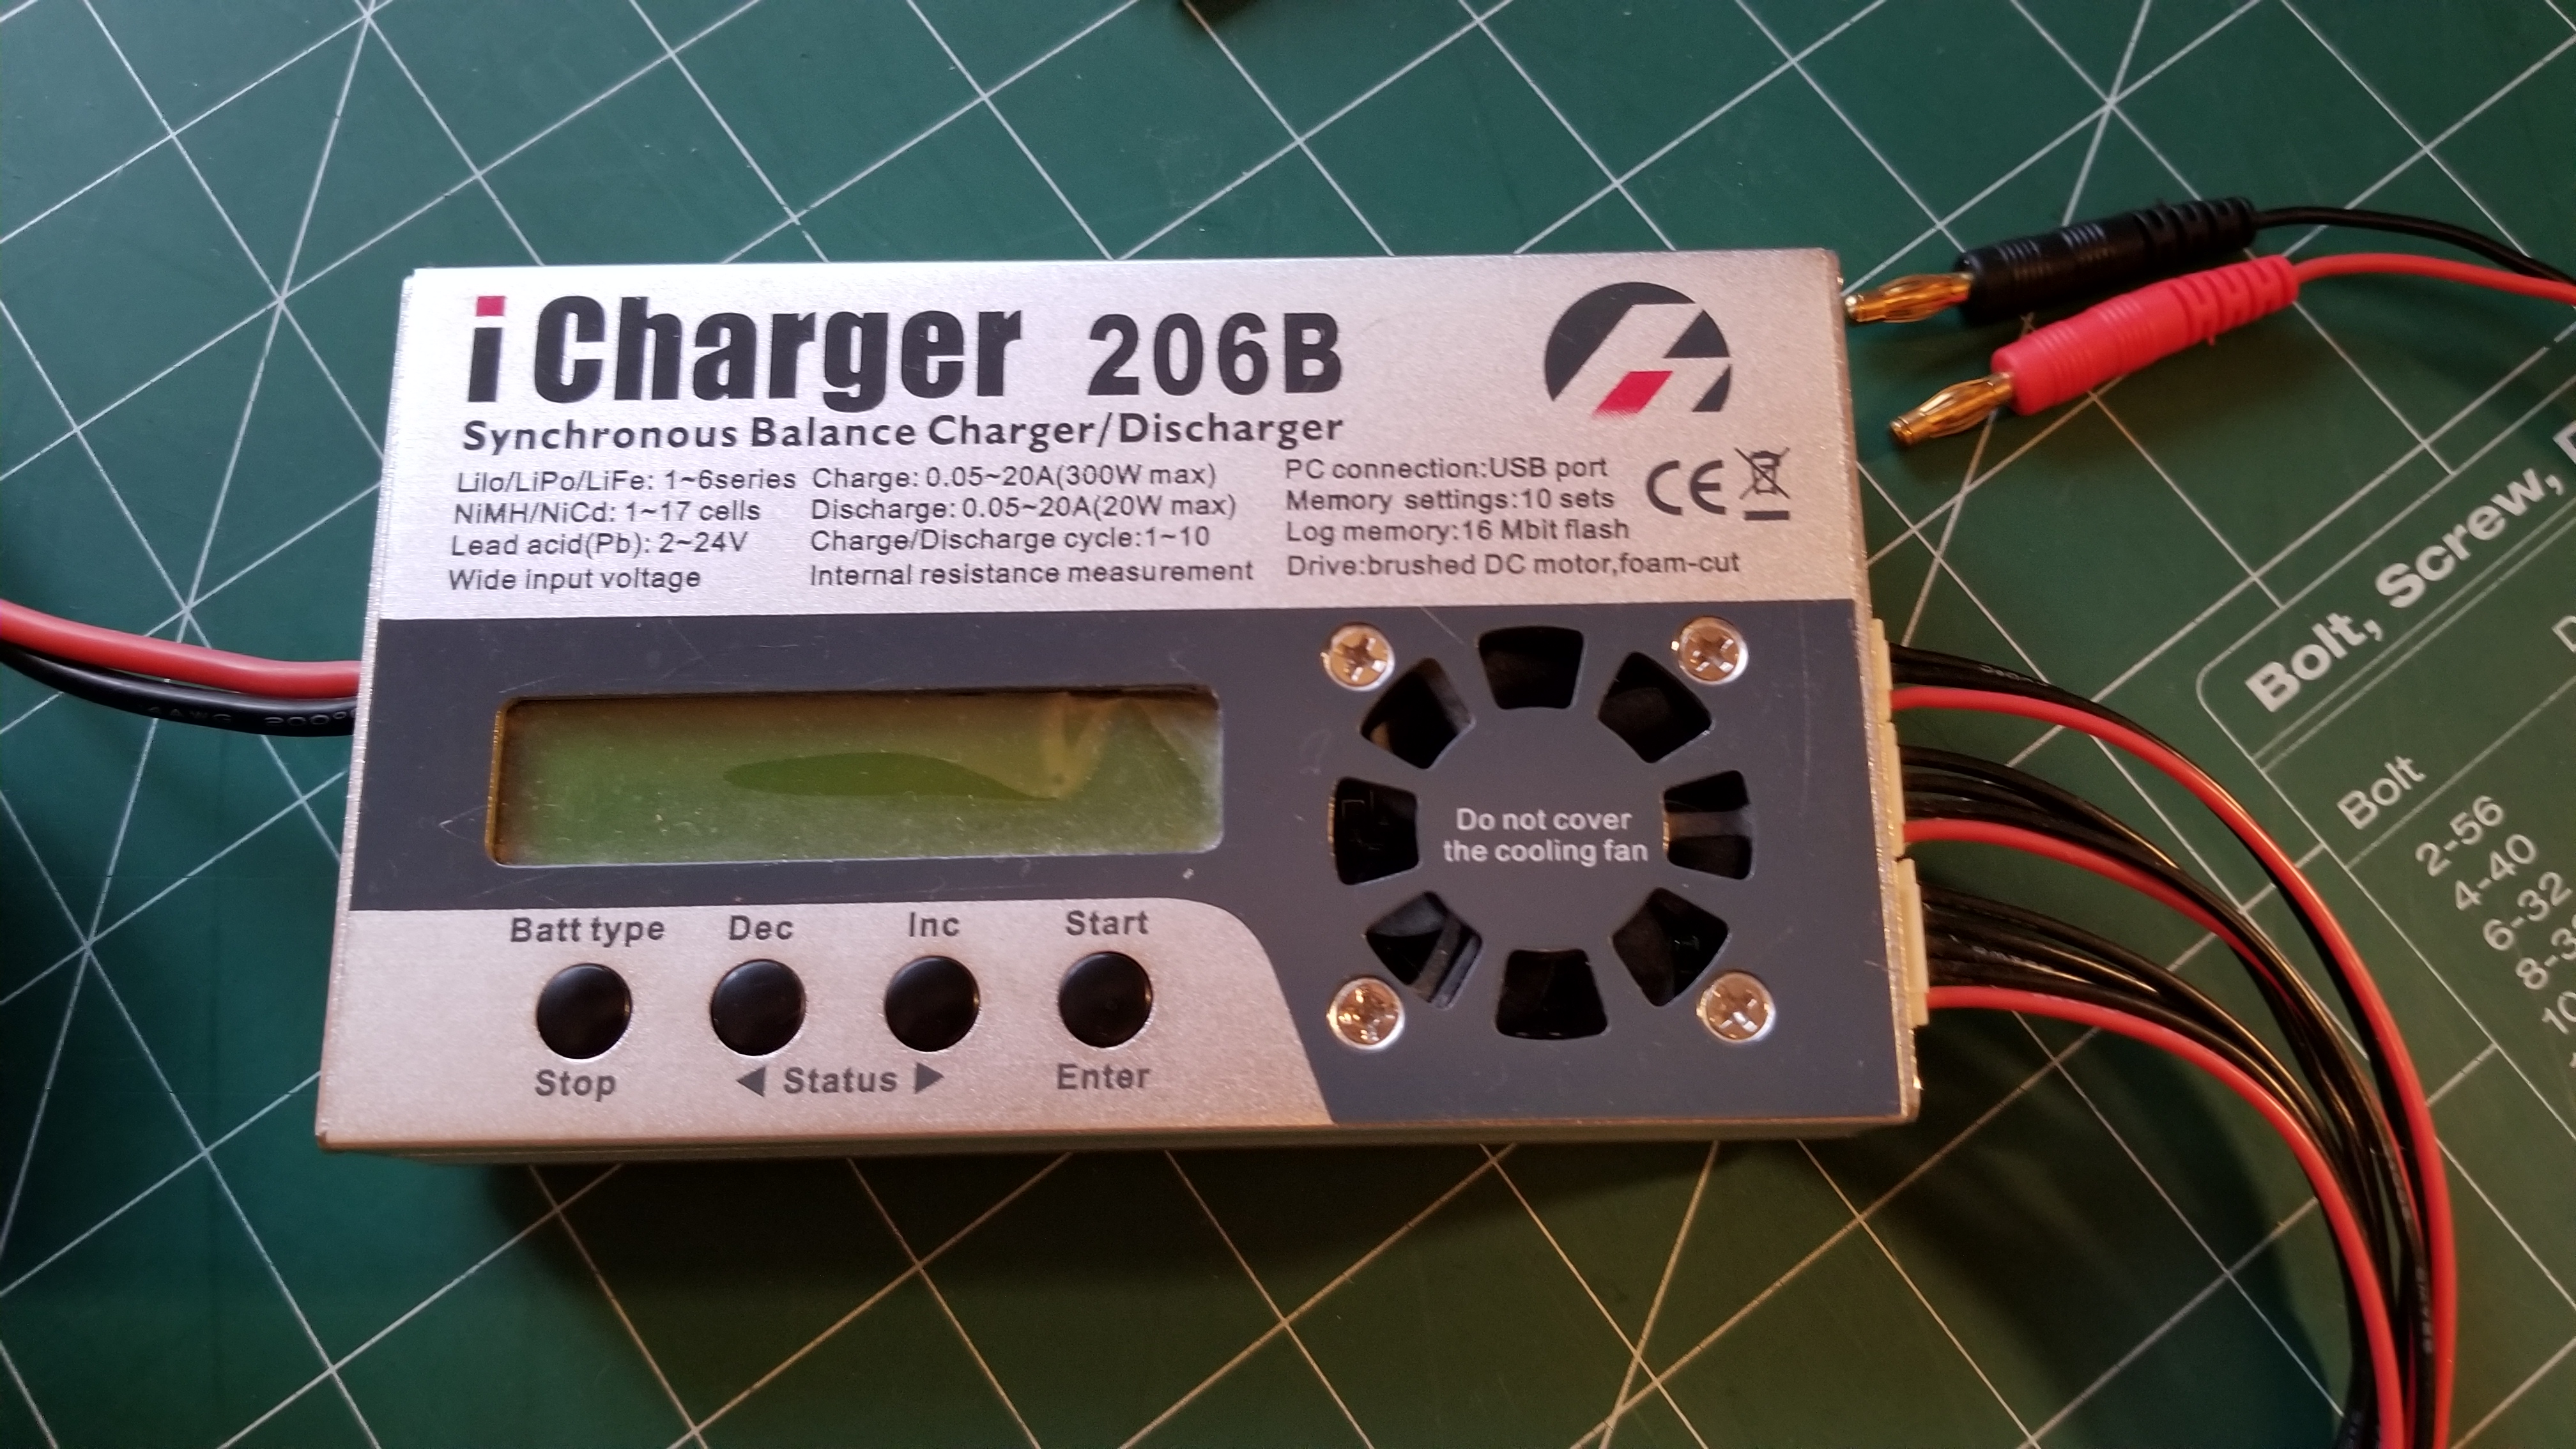 i Charger 206B
Synchronous Balance Charger/Discharger
LiIo/LiPo/LiFe: 1~6series Charge: 0.05~20A(300W max) PC connection:USB port
NiMH/NiCd: 1~17 cells Discharge: 0.05~20A(20W max) Memory settings:10 sets
Lead acid(Pb): 2~24V Charge/Discharge cycle:1~10 Log memory:16 Mbit flash
Wide input voltage Internal resistance measurement Drive:brushed DC motor,foam-cut
CE
Do not cover
the cooling fan
Batt type Dec Inc Start
Stop ◀ Status ▶ Enter
AWG 200°
Bolt, Screw,
Bolt
2-56
4-40
6-32